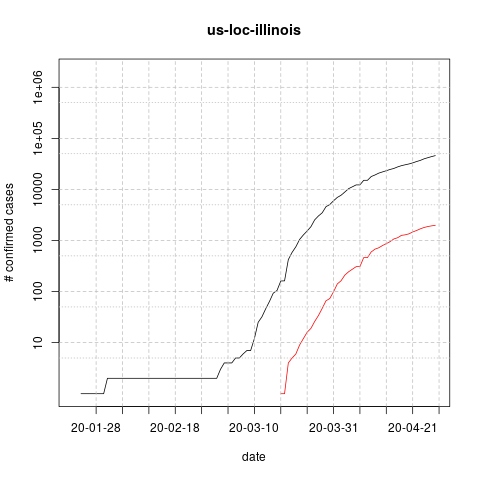 us-loc-illinois
# confirmed cases
1e+06
1e+05
10000
1000
100
10
20-01-28
20-02-18
20-03-10
20-03-31
20-04-21
date